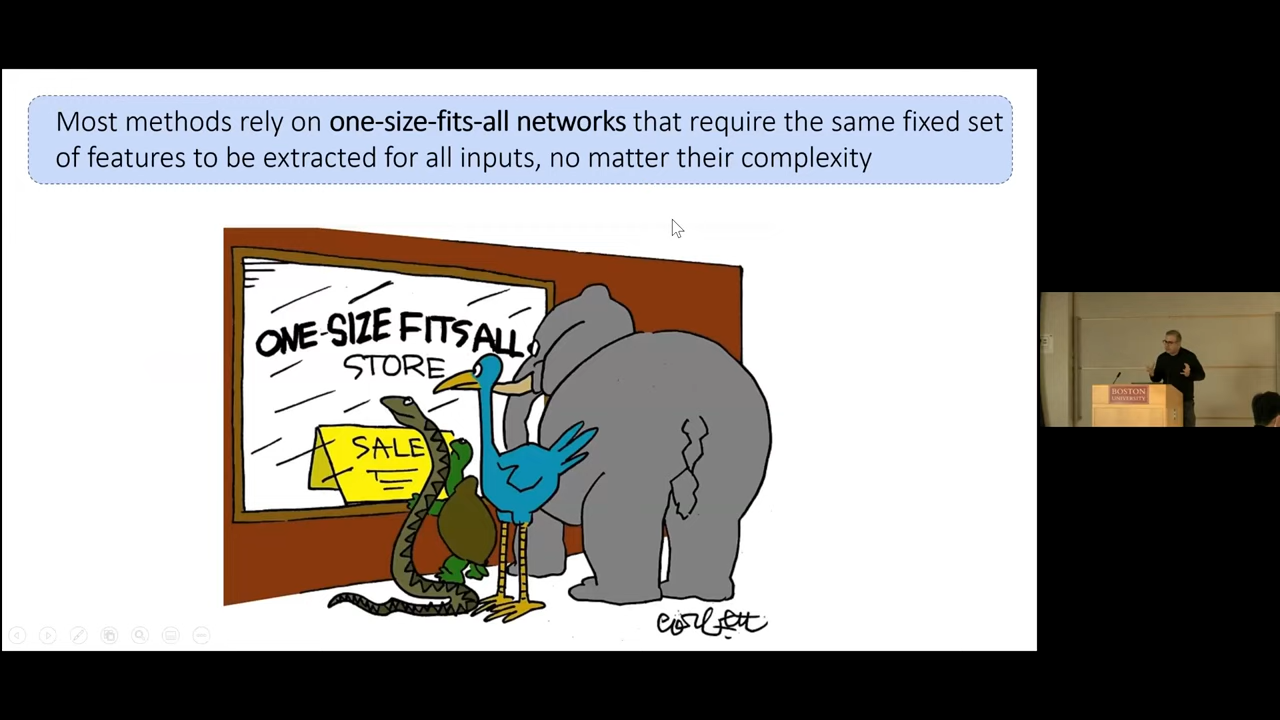 Most methods rely on one-size-fits-all networks that require the same fixed set
of features to be extracted for all inputs, no matter their complexity
ONE-SIZE FITS ALL
STORE
SALE
BOSTON
UNIVERSITY